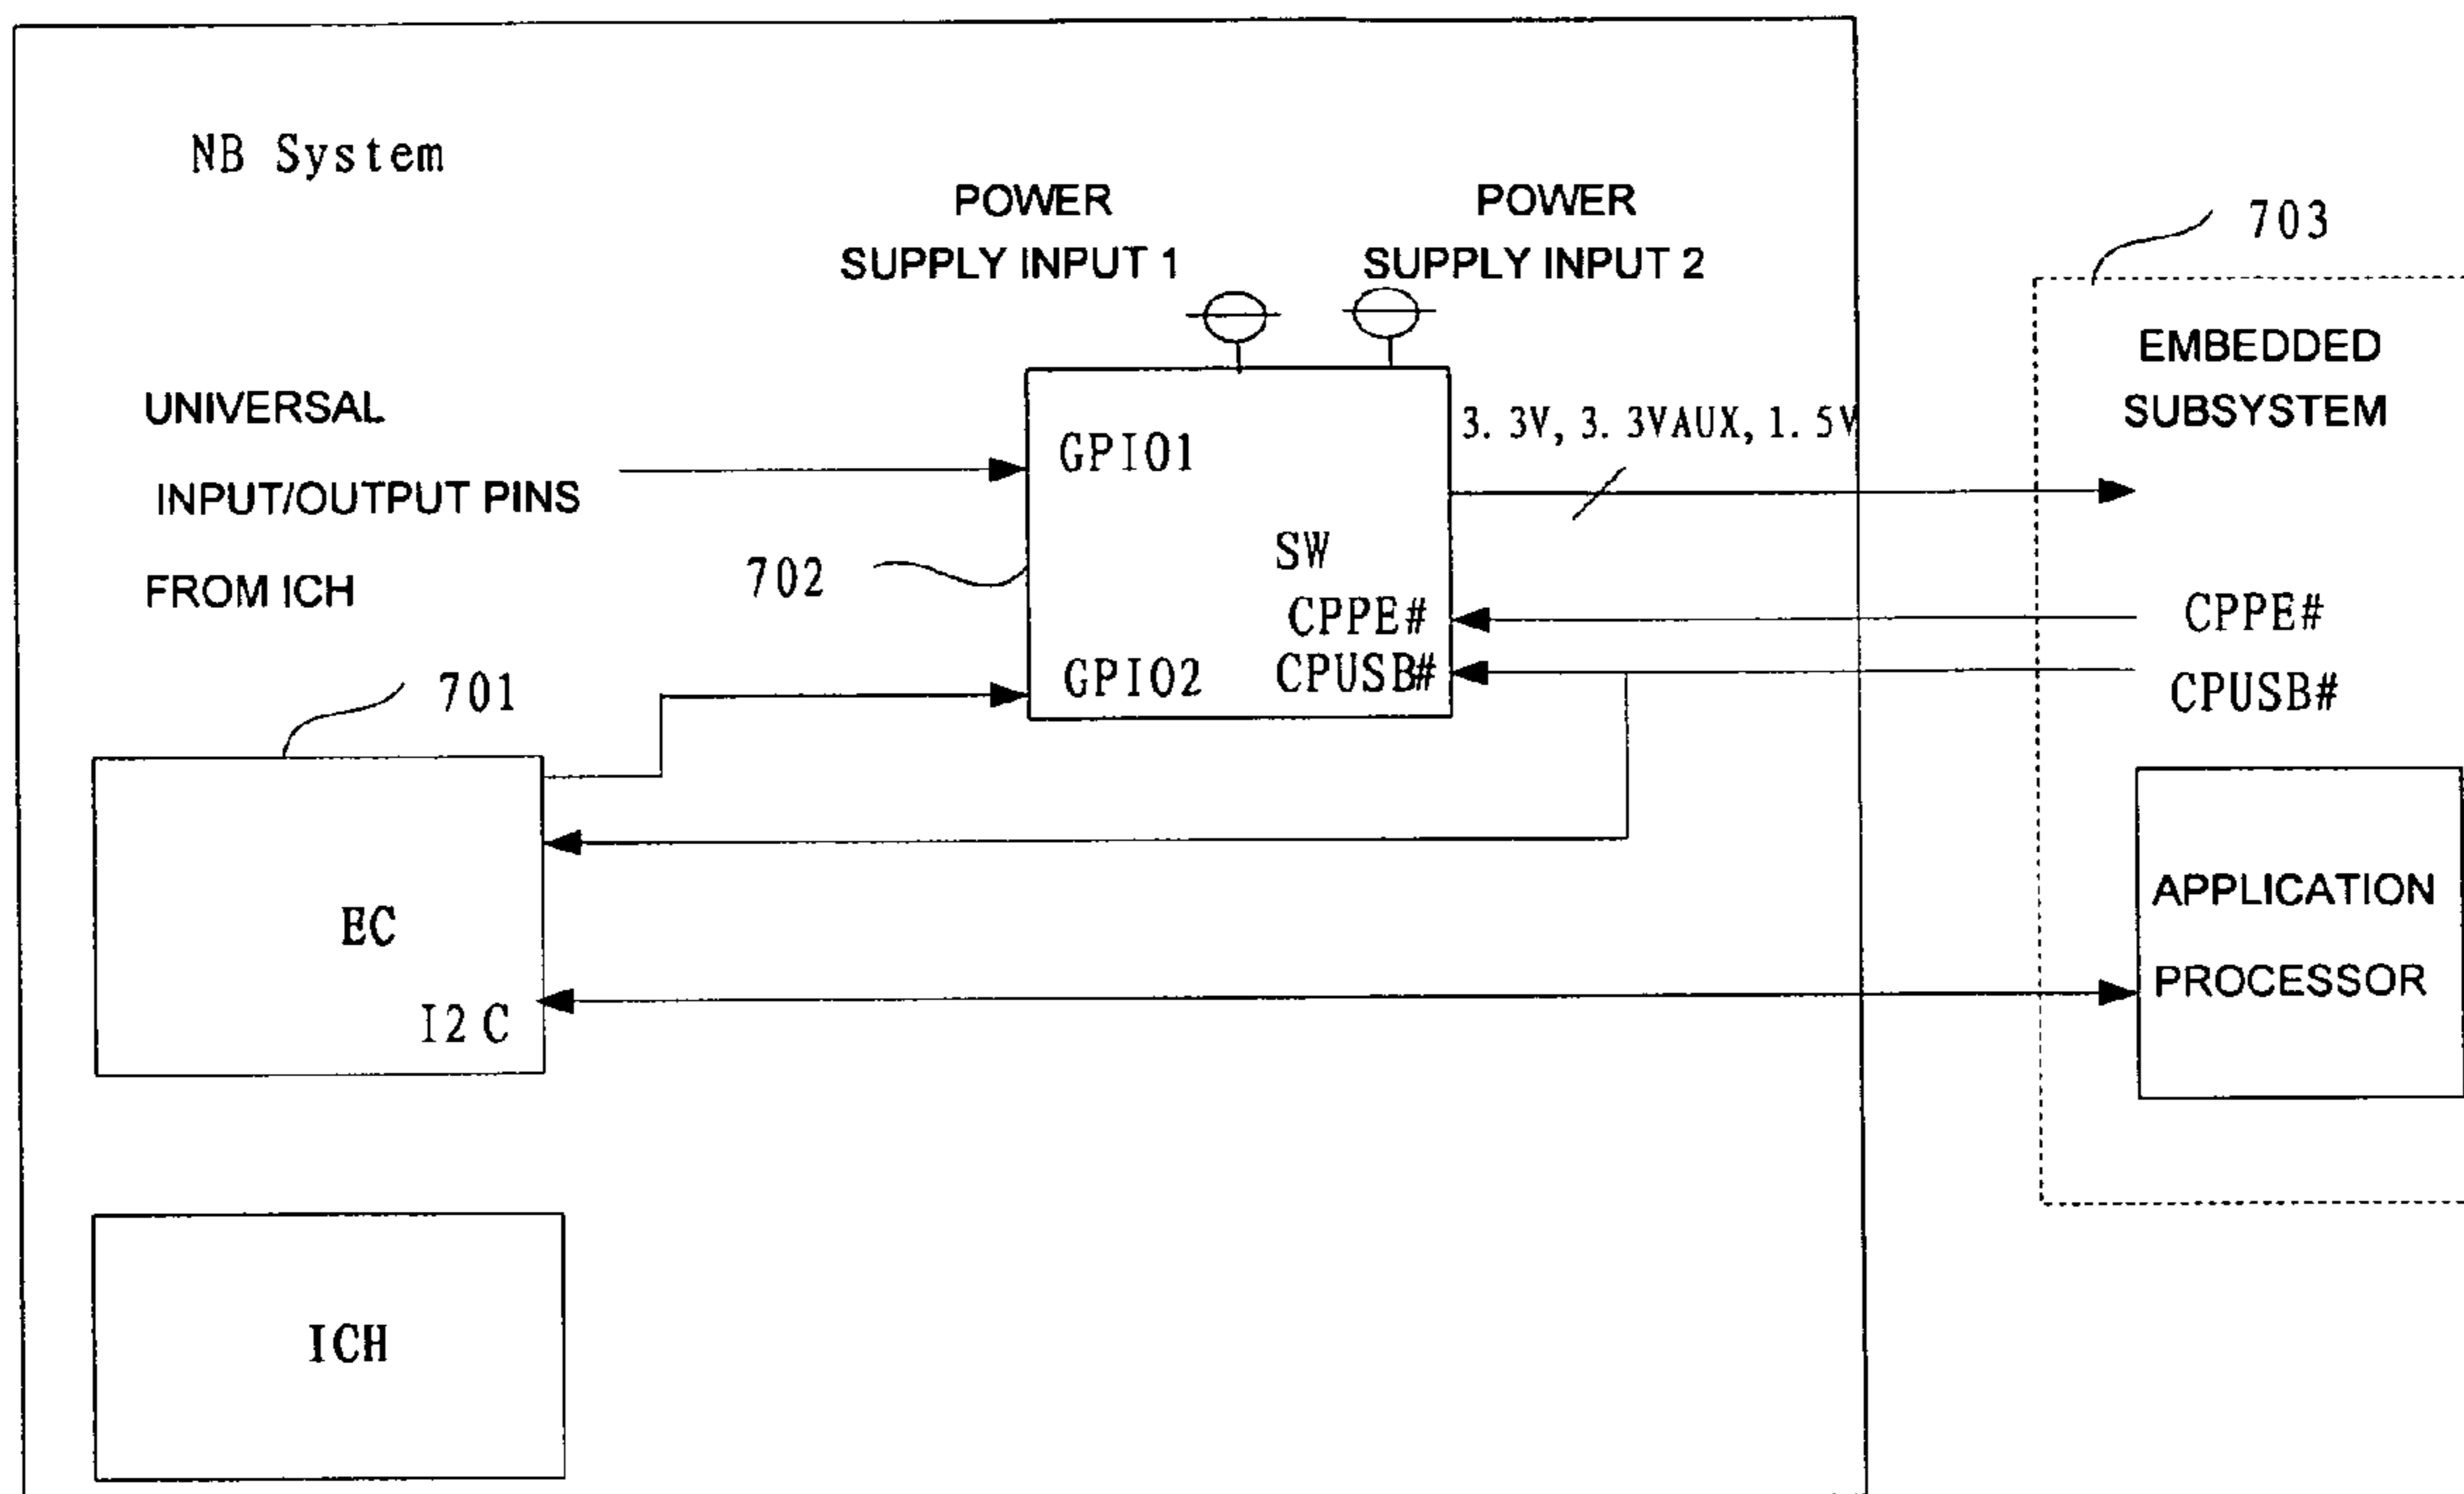 NB System
POWER
SUPPLY INPUT 1
POWER
SUPPLY INPUT 2
703
EMBEDDED
SUBSYSTEM
UNIVERSAL
INPUT/OUTPUT PINS
FROM ICH
GPIO1
3.3V, 3.3VAUX, 1.5V
702
SW
CPPE#
CPPE#
GPIO2
CPUSB#
CPUSB#
701
EC
I2C
APPLICATION
PROCESSOR
ICH